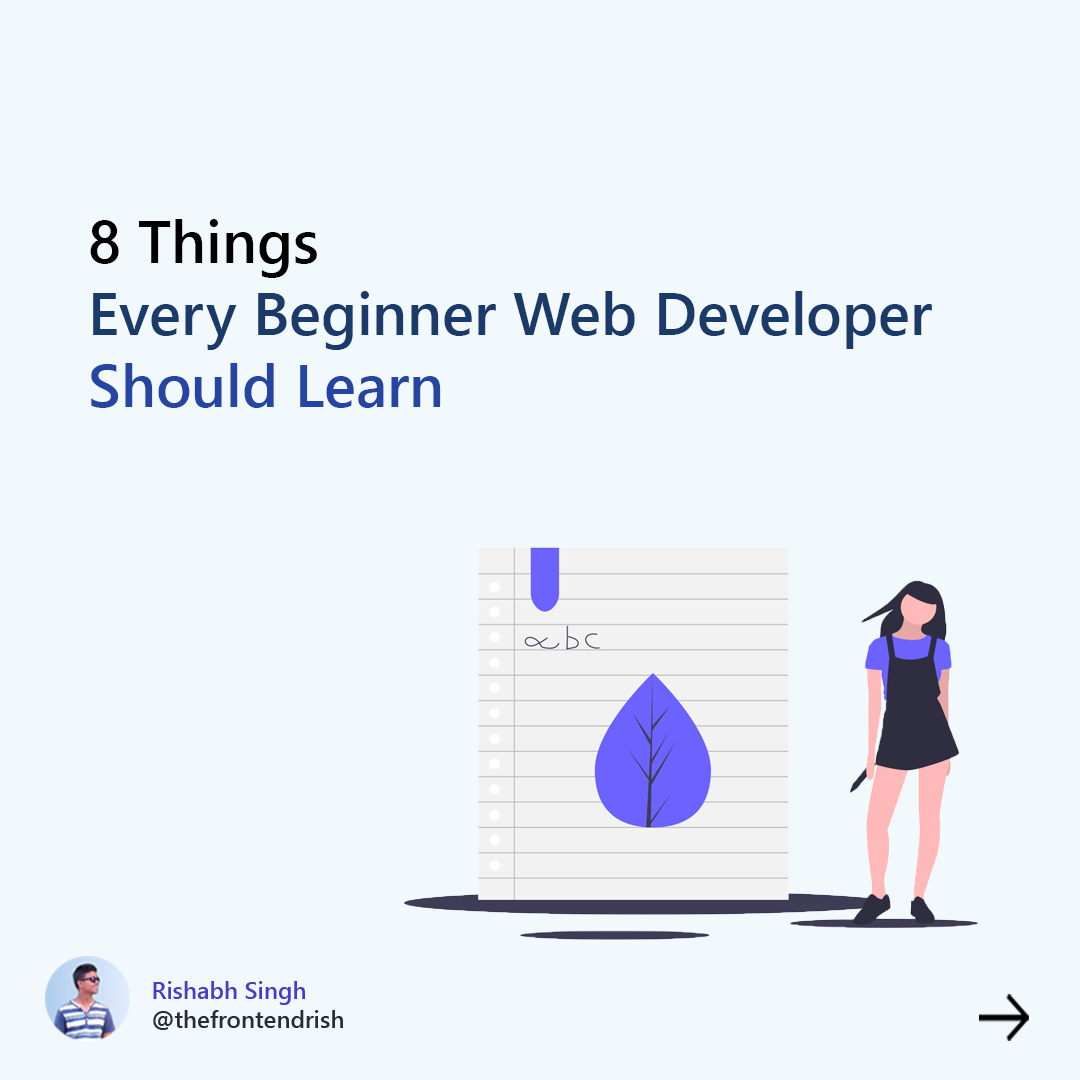 8 Things
Every Beginner Web Developer
Should Learn
abc
Rishabh Singh
@thefrontendrish